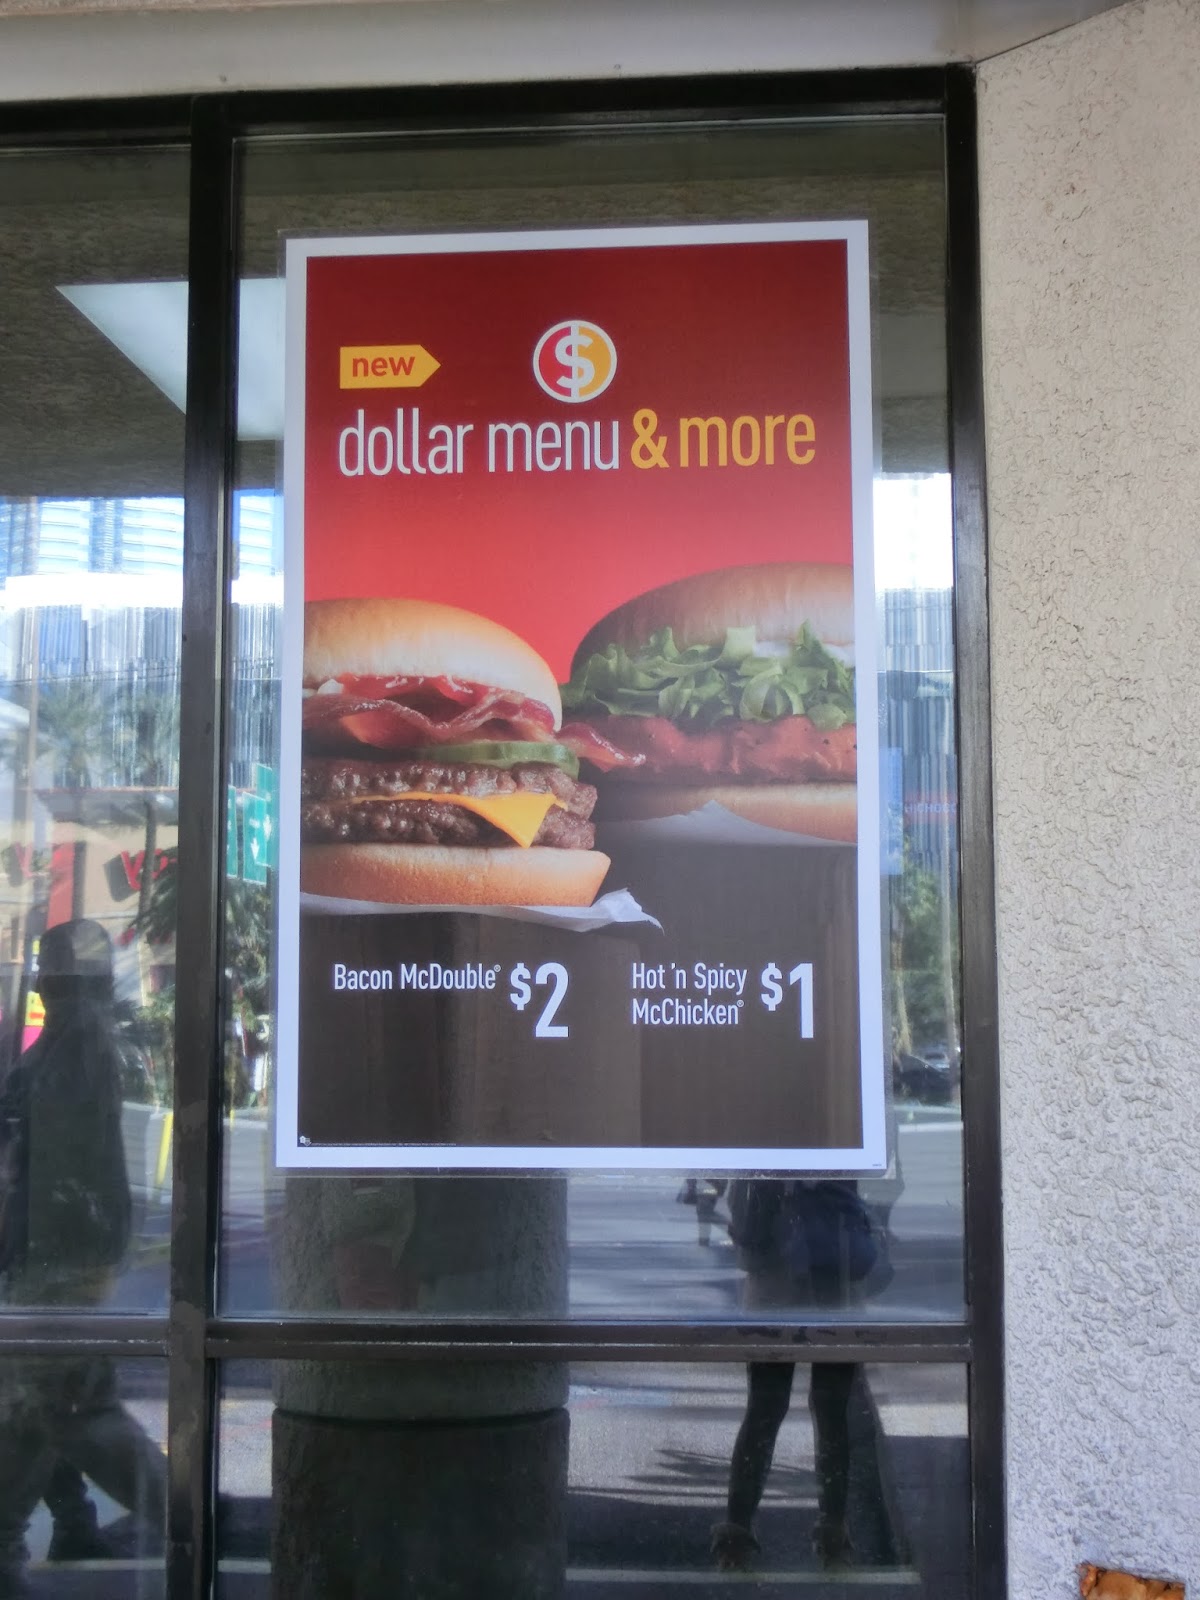 new
$
dollar menu & more
Bacon McDouble® $2
Hot 'n Spicy
McChicken® $1